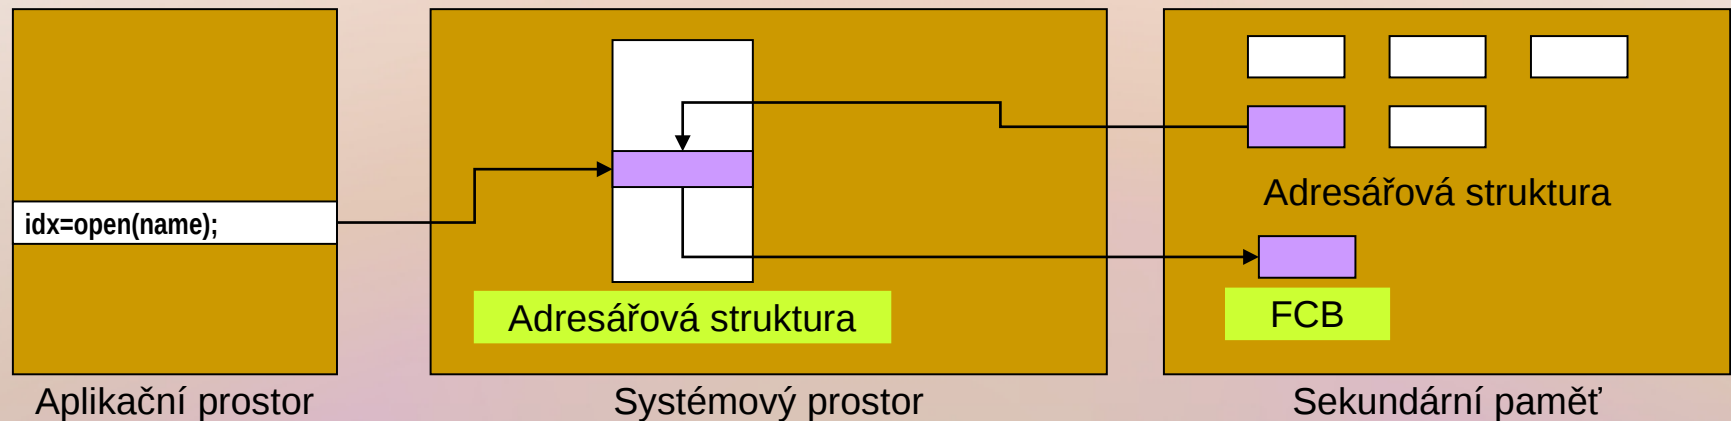 idx=open(name);
Adresářová struktura
Adresářová struktura
FCB
Aplikační prostor
Systémový prostor
Sekundární paměť